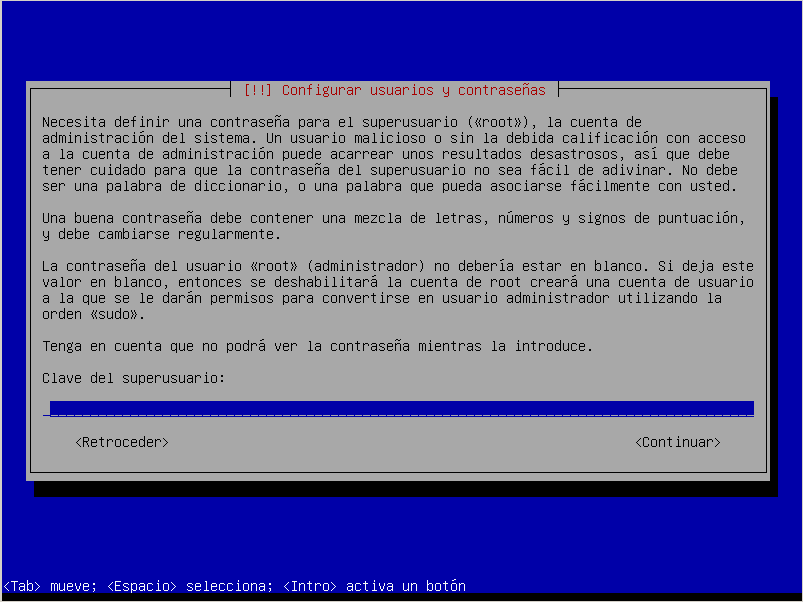 [!!] Configurar usuarios y contraseñas
Necesita definir una contraseña para el superusuario («root»), la cuenta de
administración del sistema. Un usuario malicioso o sin la debida calificación con acceso
a la cuenta de administración puede acarrear unos resultados desastrosos, así que debe
tener cuidado para que la contraseña del superusuario no sea fácil de adivinar. No debe
ser una palabra de diccionario, o una palabra que pueda asociarse fácilmente con usted.
Una buena contraseña debe contener una mezcla de letras, números y signos de puntuación,
y debe cambiarse regularmente.
La contraseña del usuario «root» (administrador) no debería estar en blanco. Si deja este
valor en blanco, entonces se deshabilitará la cuenta de root creará una cuenta de usuario
a la que se le darán permisos para convertirse en usuario administrador utilizando la
orden «sudo».
Tenga en cuenta que no podrá ver la contraseña mientras la introduce.
Clave del superusuario:
<Retroceder> <Continuar>
<Tab> mueve; <Espacio> selecciona; <Intro> activa un botón